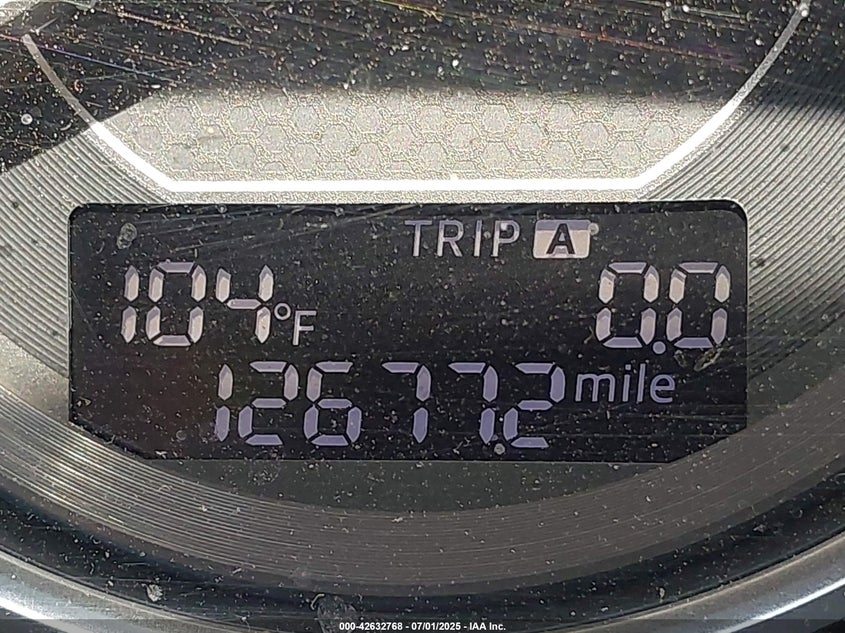 TRIP A
104°F 0.0
12677.2 mile
000-42632768 - 07/01/2025 - IAA Inc.